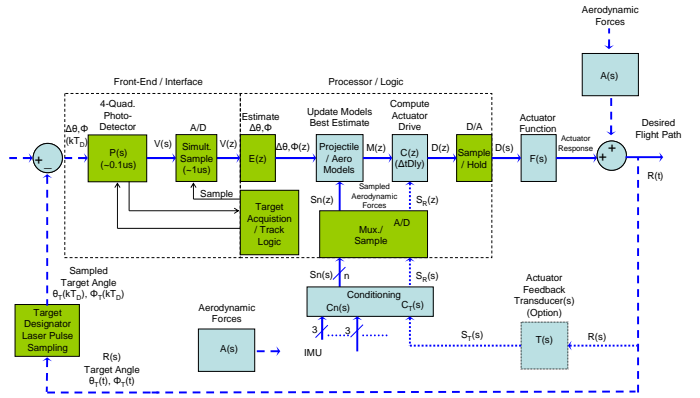 Aerodynamic
Forces
A(s)
Front-End / Interface
Processor / Logic
4-Quad.
Photo-
Detector
A/D
Estimate
Δθ,Φ
Update Models
Best Estimate
Compute
Actuator
Drive
D/A
Actuator
Function
Desired
Flight Path
Δθ,Φ
(kT_D)
P(s)
(~0.1us)
V(s)
Simult.
Sample
(~1us)
V(z)
E(z)
Δθ,Φ(z)
Projectile
/ Aero
Models
M(z)
C(z)
(ΔtDly)
D(z)
Sample
/ Hold
D(s)
F(s)
Actuator
Response
+
+
+
−
R(t)
Sample
Target
Acquistion
/ Track
Logic
Sn(z)
Sampled
Aerodynamic
Forces
S_R(z)
A/D
Mux./
Sample
Sn(s)
n
S_R(s)
Conditioning
Cn(s)
C_T(s)
3
3
IMU
Sampled
Target Angle
θ_T(kT_D), Φ_T(kT_D)
Target
Designator
Laser Pulse
Sampling
Aerodynamic
Forces
A(s)
Actuator
Feedback
Transducer(s)
(Option)
S_T(s)
T(s)
R(s)
R(s)
Target Angle
θ_T(t), Φ_T(t)